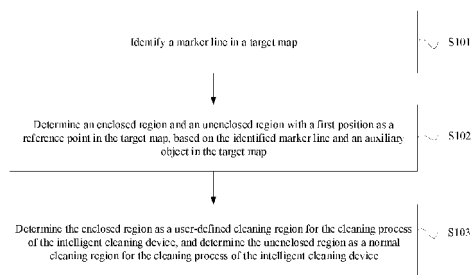 Identify a marker line in a target map
S101
Determine an enclosed region and an unenclosed region with a first position as a
reference point in the target map, based on the identified marker line and an auxiliary
object in the target map
S102
Determine the enclosed region as a user-defined cleaning region for the cleaning process
of the intelligent cleaning device, and determine the unenclosed region as a normal
cleaning region for the cleaning process of the intelligent cleaning device
S103